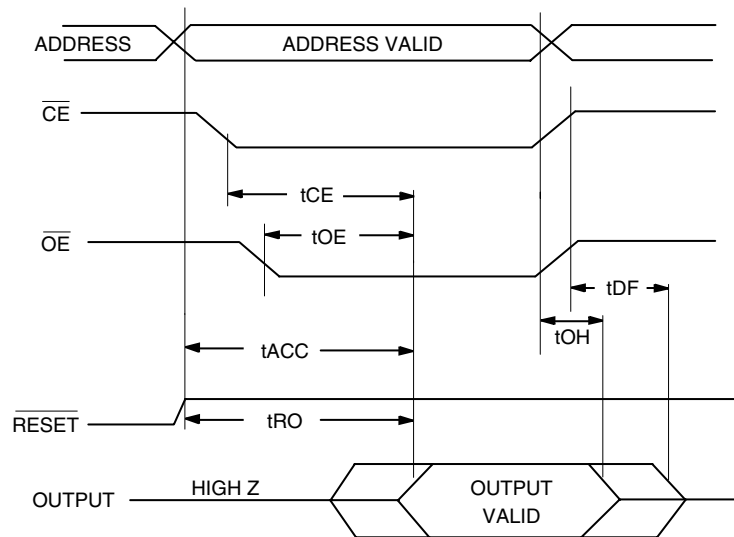 ADDRESS
ADDRESS VALID
CE
tCE
OE
tOE
tDF
tOH
tACC
RESET
tRO
OUTPUT
HIGH Z
OUTPUT
VALID